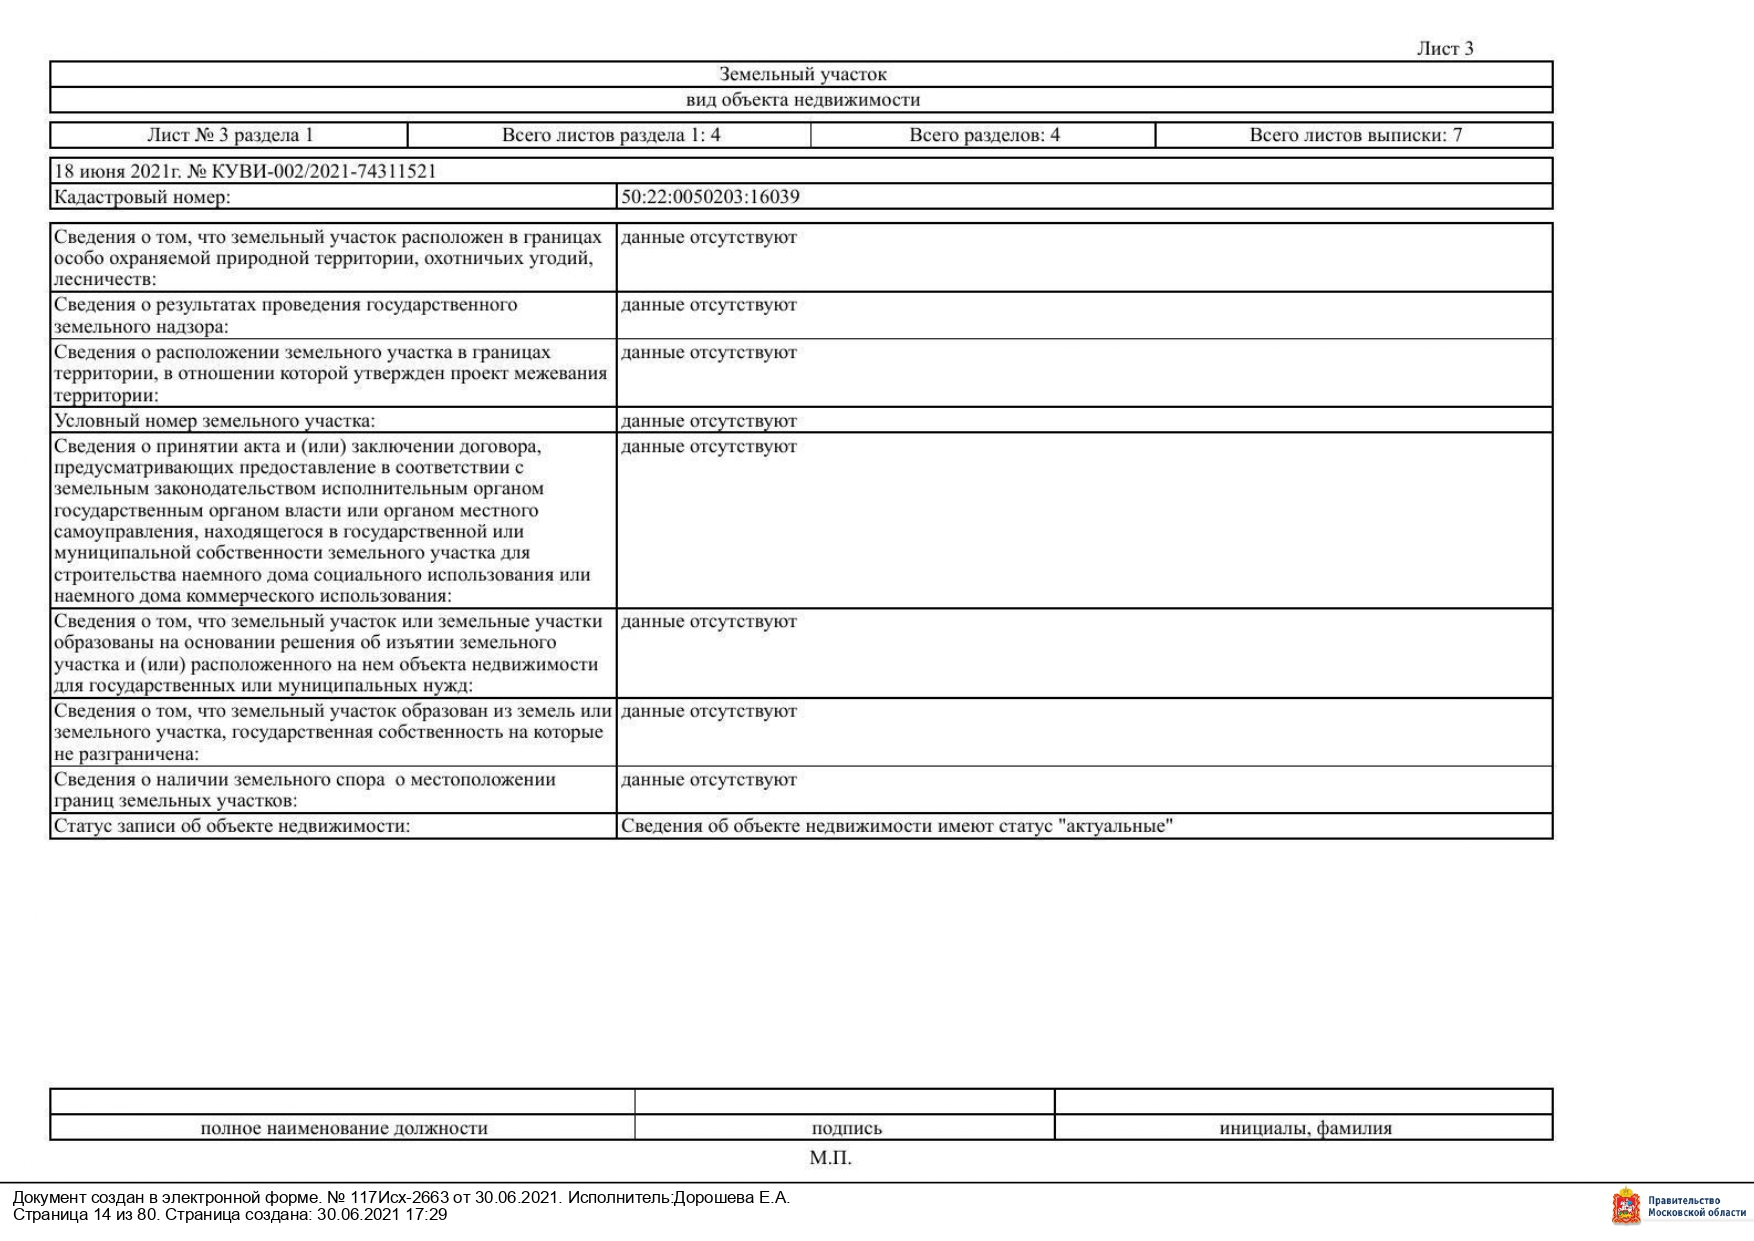 Лист 3
Земельный участок
вид объекта недвижимости
Лист № 3 раздела 1
Всего листов раздела 1: 4
Всего разделов: 4
Всего листов выписки: 7
18 июня 2021г. № КУВИ-002/2021-74311521
Кадастровый номер:
50:22:0050203:16039
Сведения о том, что земельный участок расположен в границах
особо охраняемой природной территории, охотничьих угодий,
лесничеств:
данные отсутствуют
Сведения о результатах проведения государственного
земельного надзора:
данные отсутствуют
Сведения о расположении земельного участка в границах
территории, в отношении которой утвержден проект межевания
территории:
данные отсутствуют
Условный номер земельного участка:
данные отсутствуют
Сведения о принятии акта и (или) заключении договора,
предусматривающих предоставление в соответствии с
земельным законодательством исполнительным органом
государственным органом власти или органом местного
самоуправления, находящегося в государственной или
муниципальной собственности земельного участка для
строительства наемного дома социального использования или
наемного дома коммерческого использования:
данные отсутствуют
Сведения о том, что земельный участок или земельные участки
образованы на основании решения об изъятии земельного
участка и (или) расположенного на нем объекта недвижимости
для государственных или муниципальных нужд:
данные отсутствуют
Сведения о том, что земельный участок образован из земель или
земельного участка, государственная собственность на которые
не разграничена:
данные отсутствуют
Сведения о наличии земельного спора  о местоположении
границ земельных участков:
данные отсутствуют
Статус записи об объекте недвижимости:
Сведения об объекте недвижимости имеют статус "актуальные"
полное наименование должности
подпись
инициалы, фамилия
М.П.
Документ создан в электронной форме. № 117Исх-2663 от 30.06.2021. Исполнитель:Дорошева Е.А.
Страница 14 из 80. Страница создана: 30.06.2021 17:29
Правительство
Московской области